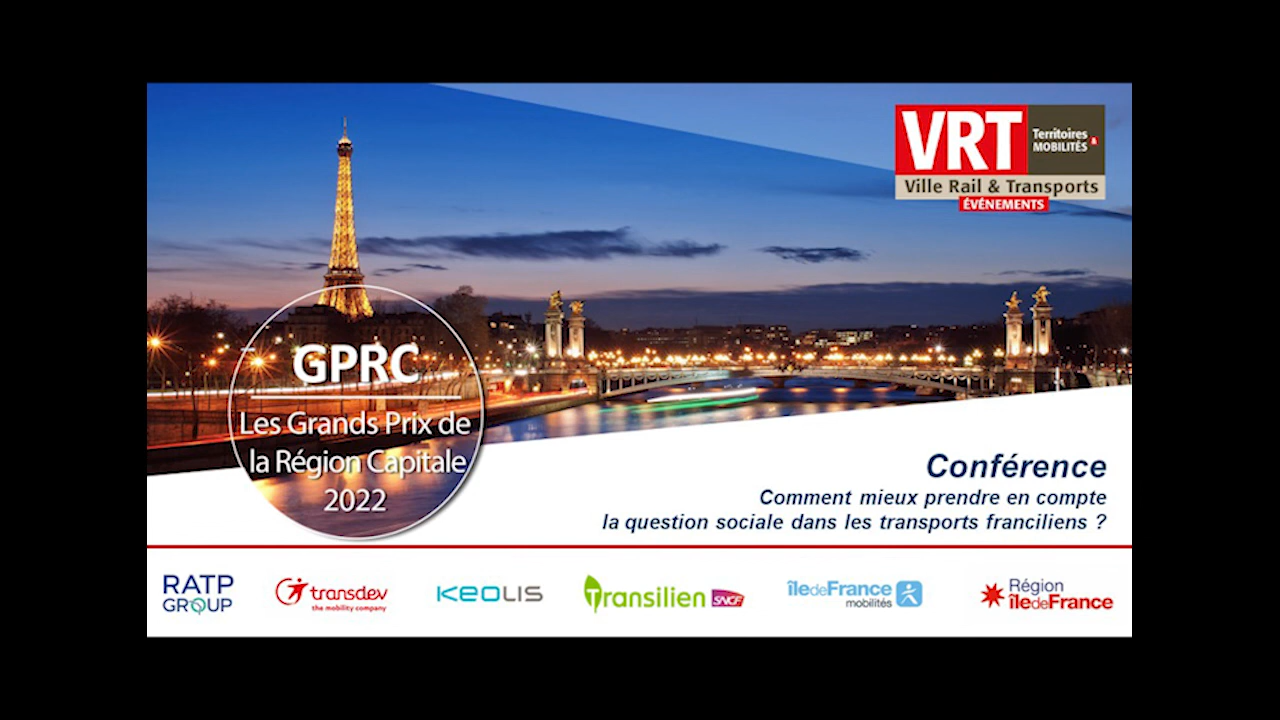 VRT
Territoires &
MOBILITÉS
Ville Rail & Transports
ÉVÉNEMENTS
GPRC
Les Grands Prix de
la Région Capitale
2022
Conférence
Comment mieux prendre en compte
la question sociale dans les transports franciliens ?
RATP
GROUP
transdev
the mobility company
KEOLIS
Transilien SNCF
îledeFrance
mobilités
Région
îledeFrance